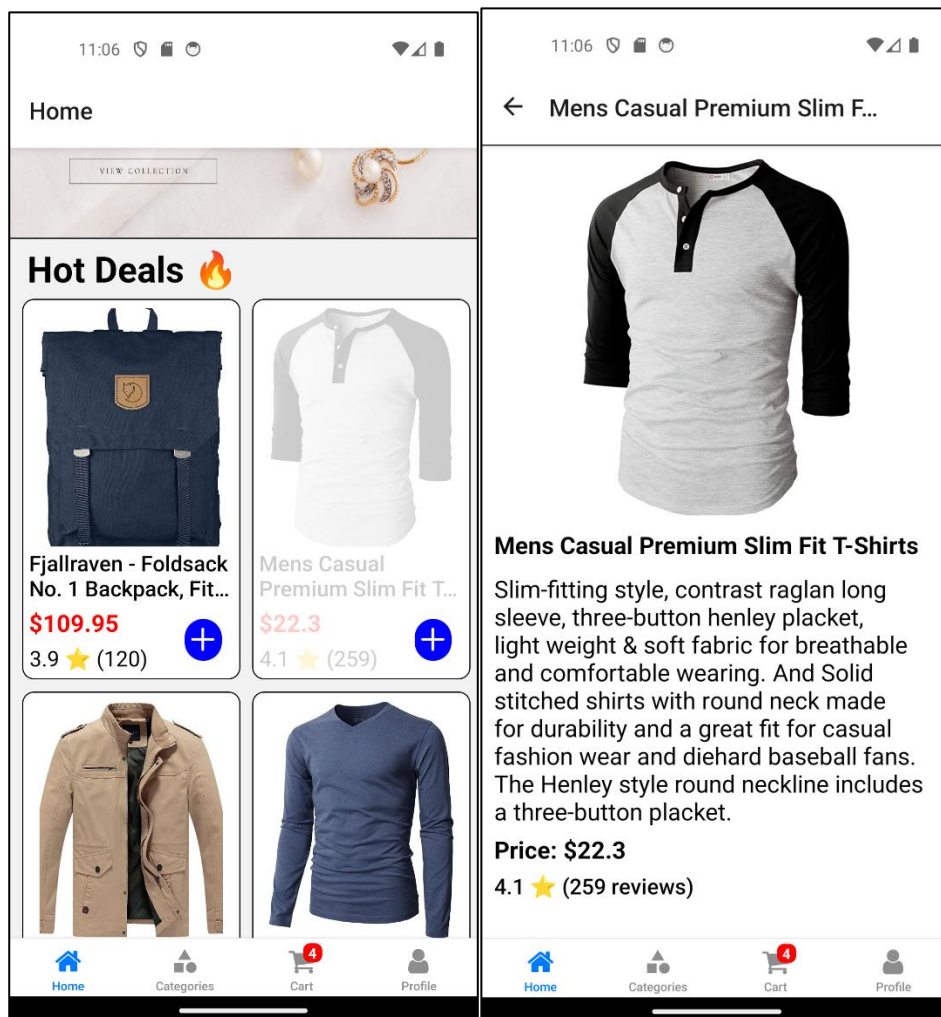 11:06
Home
VIEW COLLECTION
Hot Deals 🔥
Fjallraven - Foldsack
No. 1 Backpack, Fit...
$109.95
3.9 ⭐ (120)
Mens Casual
Premium Slim Fit T...
$22.3
4.1 ⭐ (259)
Home
Categories
4
Cart
Profile
11:06
Mens Casual Premium Slim F...
Mens Casual Premium Slim Fit T-Shirts
Slim-fitting style, contrast raglan long
sleeve, three-button henley placket,
light weight & soft fabric for breathable
and comfortable wearing. And Solid
stitched shirts with round neck made
for durability and a great fit for casual
fashion wear and diehard baseball fans.
The Henley style round neckline includes
a three-button placket.
Price: $22.3
4.1 ⭐ (259 reviews)
Home
Categories
4
Cart
Profile